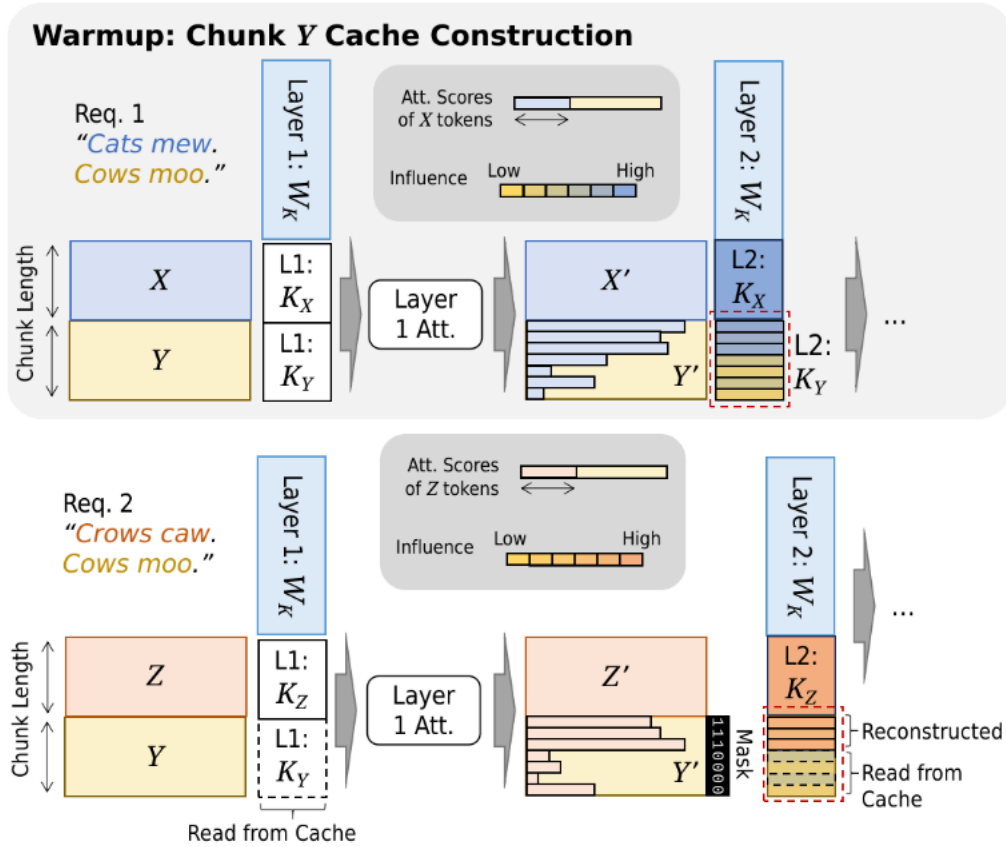 Warmup: Chunk Y Cache Construction
Req. 1
“Cats mew.
Cows moo.”
Layer 1: W_K
Att. Scores
of X tokens
Influence
Low
High
Layer 2: W_K
Chunk Length
X
Y
L1:
K_X
L1:
K_Y
Layer
1 Att.
X′
Y′
L2:
K_X
L2:
K_Y
...
Req. 2
“Crows caw.
Cows moo.”
Layer 1: W_K
Att. Scores
of Z tokens
Influence
Low
High
Layer 2: W_K
...
Chunk Length
Z
Y
L1:
K_Z
L1:
K_Y
Layer
1 Att.
Z′
Y′
1110000
Mask
L2:
K_Z
Reconstructed
Read from
Cache
Read from Cache